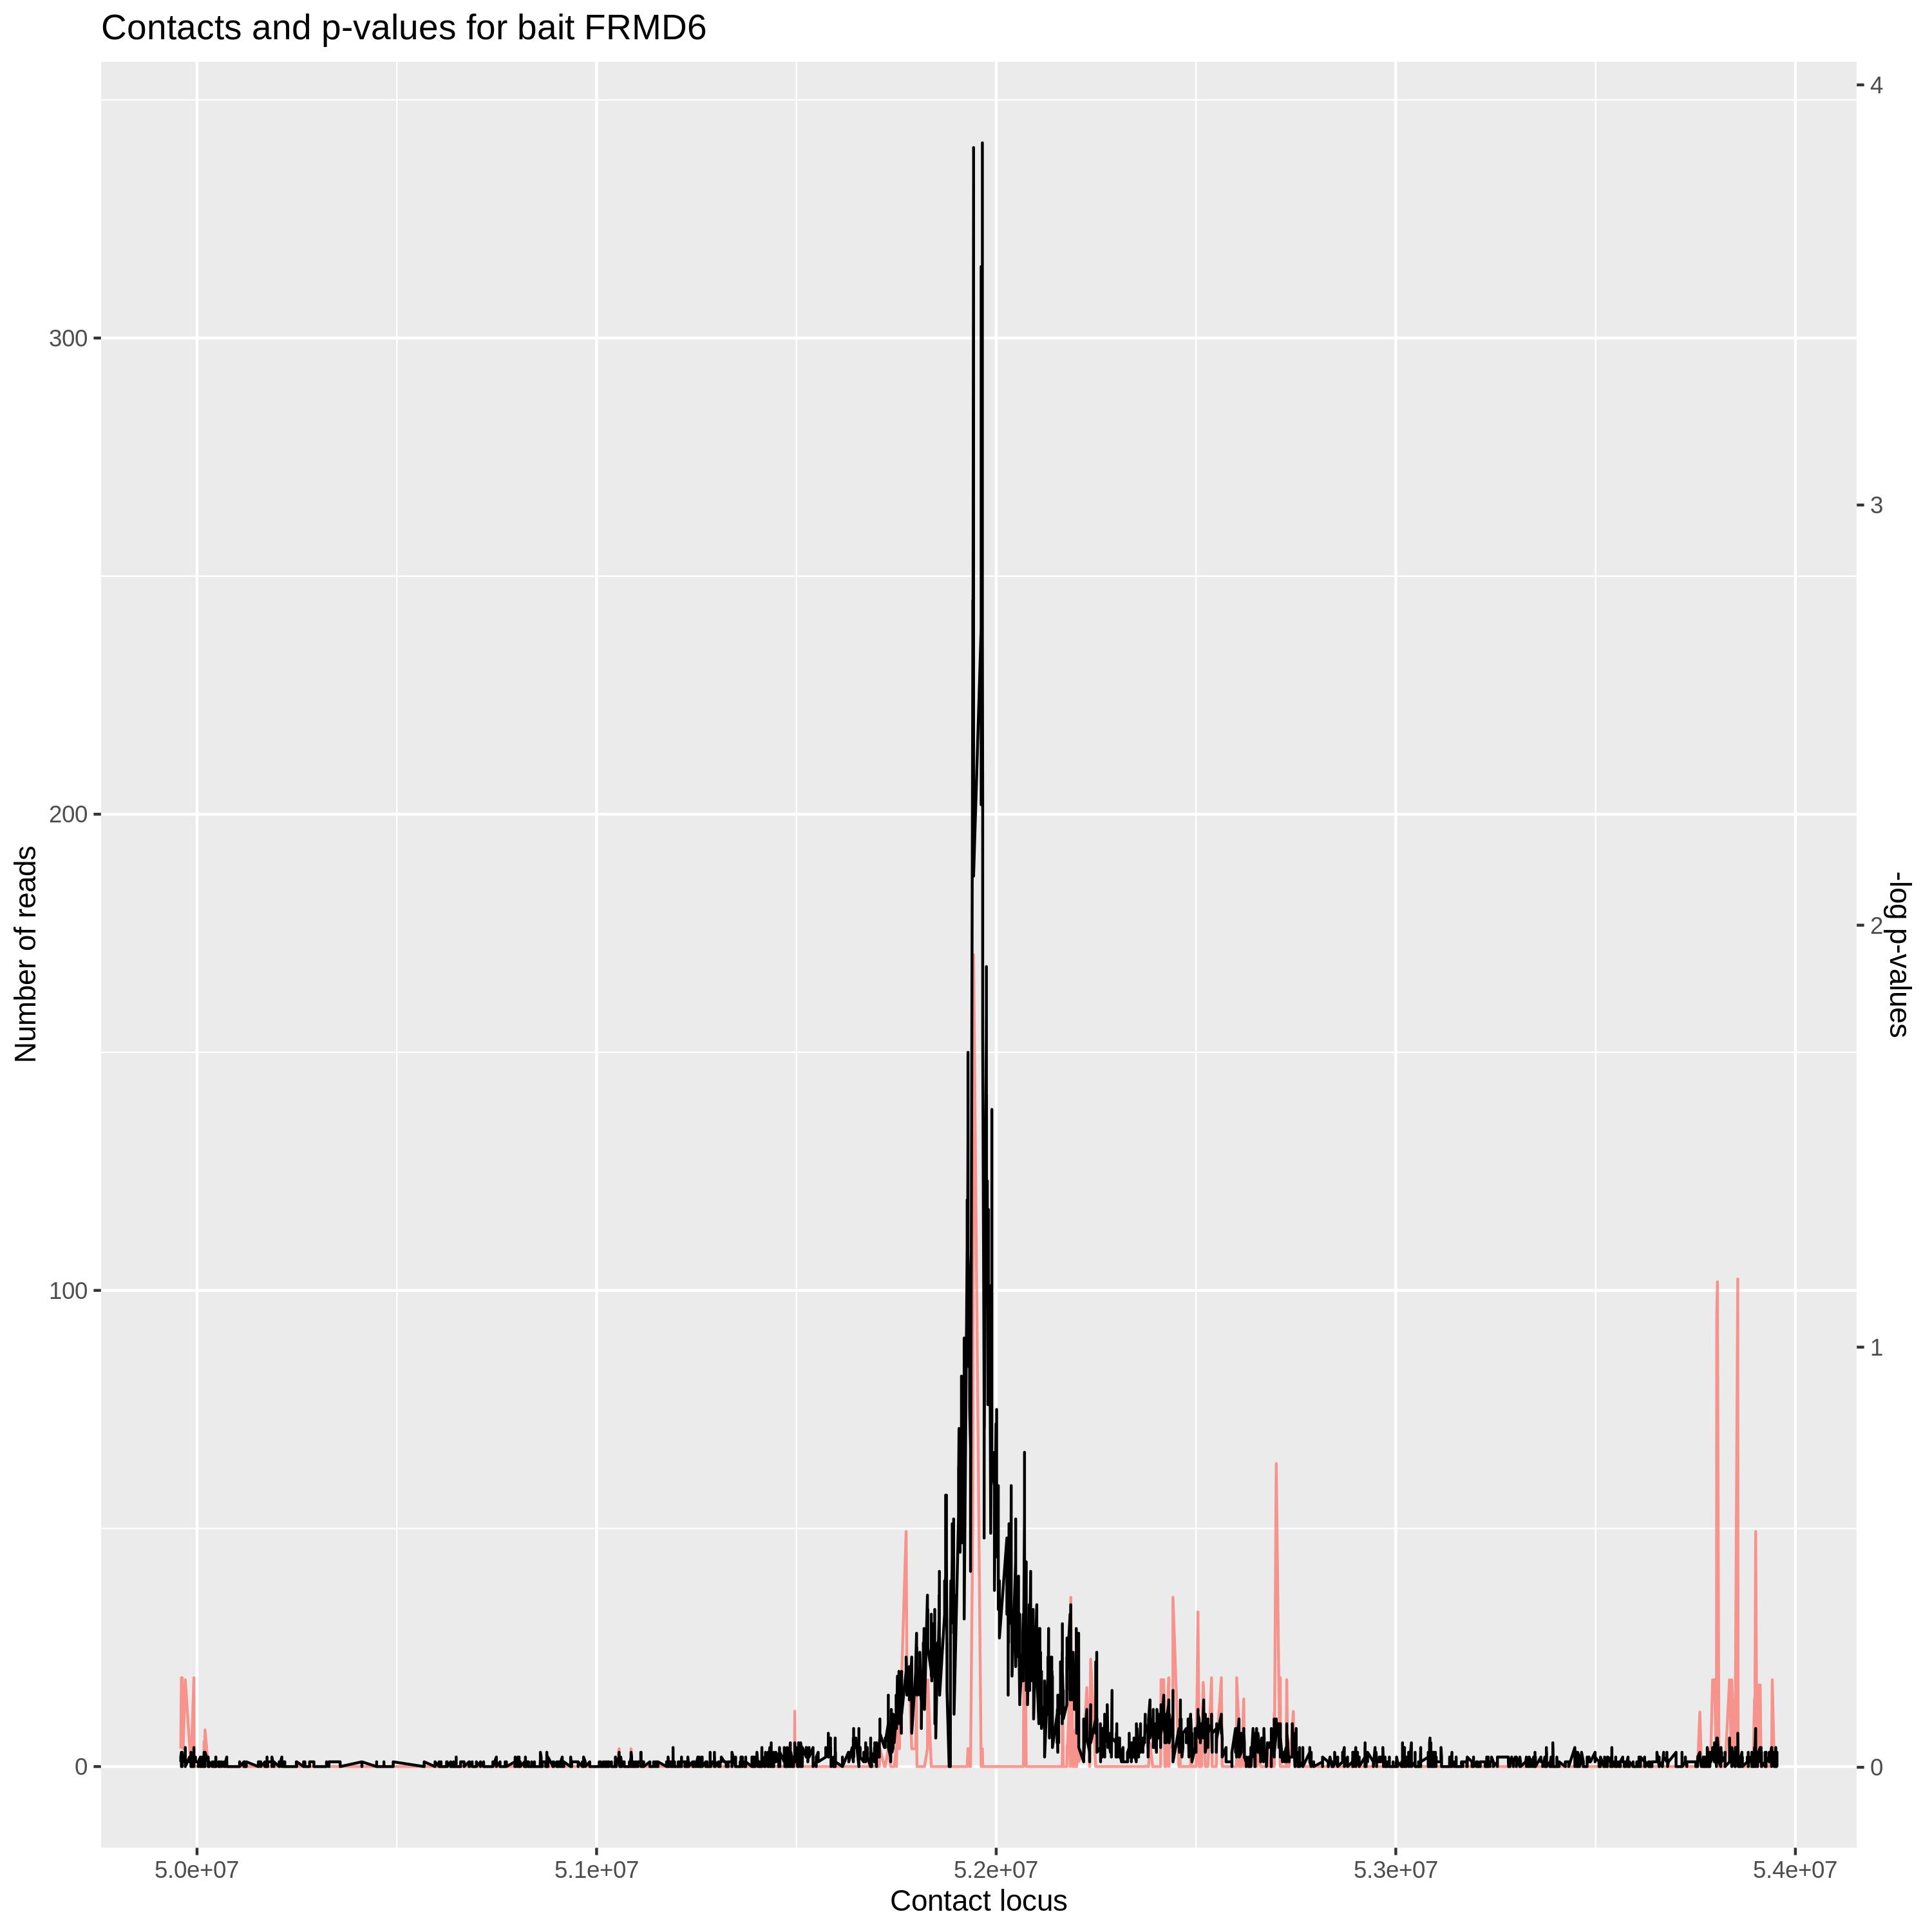 Contacts and p-values for bait FRMD6
4
3
2
1
0
300
200
100
0
Number of reads
-log p-values
5.0e+07
5.1e+07
5.2e+07
5.3e+07
5.4e+07
Contact locus